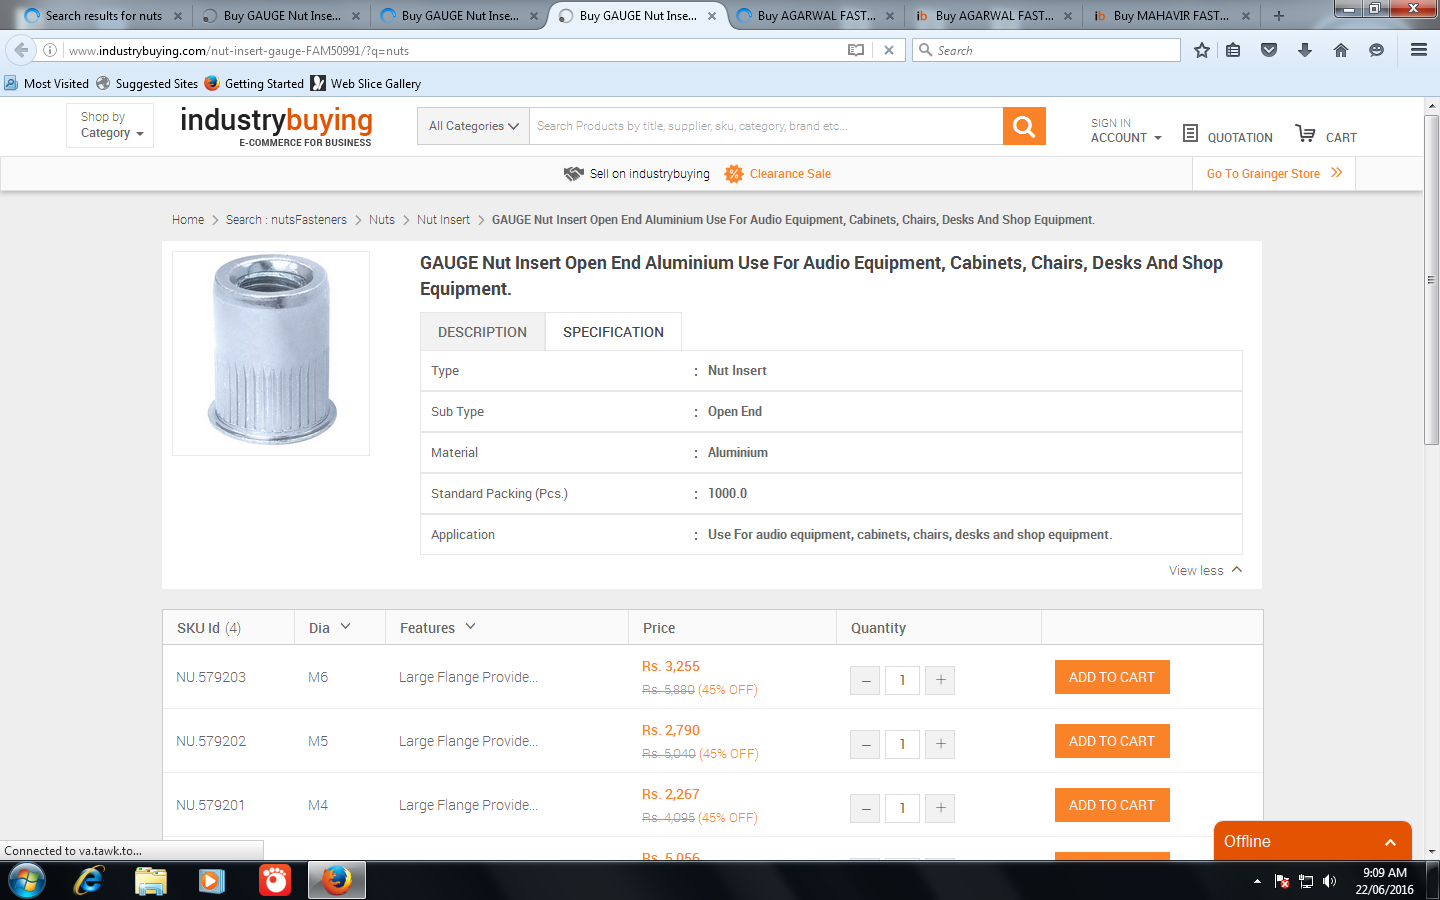 Search results for nuts
Buy GAUGE Nut Inse...
Buy GAUGE Nut Inse...
Buy GAUGE Nut Inse...
Buy AGARWAL FAST...
Buy AGARWAL FAST...
Buy MAHAVIR FAST...
www.industrybuying.com/nut-insert-gauge-FAM50991/?q=nuts
Search
Most Visited
Suggested Sites
Getting Started
Web Slice Gallery
Shop by
Category
industrybuying
E-COMMERCE FOR BUSINESS
All Categories
Search Products by title, supplier, sku, category, brand etc...
SIGN IN
ACCOUNT
QUOTATION
CART
Sell on industrybuying
Clearance Sale
Go To Grainger Store
Home > Search : nutsFasteners > Nuts > Nut Insert > GAUGE Nut Insert Open End Aluminium Use For Audio Equipment, Cabinets, Chairs, Desks And Shop Equipment.
GAUGE Nut Insert Open End Aluminium Use For Audio Equipment, Cabinets, Chairs, Desks And Shop
Equipment.
DESCRIPTION
SPECIFICATION
Type : Nut Insert
Sub Type : Open End
Material : Aluminium
Standard Packing (Pcs.) : 1000.0
Application : Use For audio equipment, cabinets, chairs, desks and shop equipment.
View less
SKU Id (4) Dia Features Price Quantity
NU.579203 M6 Large Flange Provide... Rs. 3,255 – 1 + ADD TO CART
Rs. 5,880 (45% OFF)
NU.579202 M5 Large Flange Provide... Rs. 2,790 – 1 + ADD TO CART
Rs. 5,040 (45% OFF)
NU.579201 M4 Large Flange Provide... Rs. 2,267 – 1 + ADD TO CART
Rs. 4,095 (45% OFF)
Rs. 5,056
Offline
Connected to va.tawk.to...
9:09 AM
22/06/2016